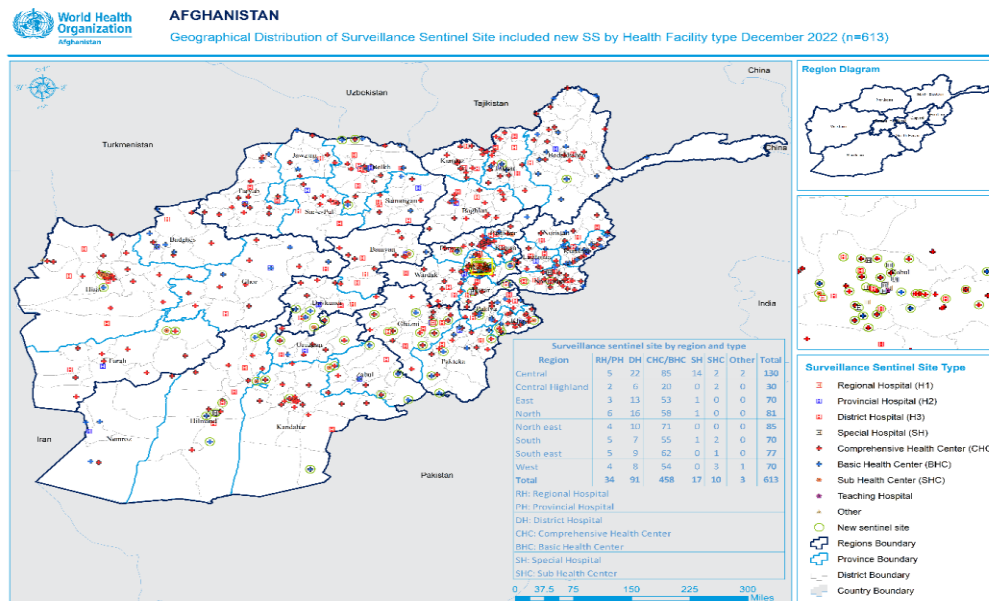 World Health
Organization
Afghanistan
AFGHANISTAN
Geographical Distribution of Surveillance Sentinel Site included new SS by Health Facility type December 2022 (n=613)
China
Uzbekistan
Tajikistan
Turkmenistan
China
Jawzjan
Balkh
Kunduz
Badakhshan
Faryab
Sar-e-Pul
Samangan
Baghlan
Badghis
Bamyan
Nuristan
Wardak
Hirat
Ghor
Daykundi
Ghazni
India
Uruzgan
Paktika
Farah
Zabul
Iran
Nimroz
Hilmand
Kandahar
Pakistan
Surveillance sentinel site by region and type
Region RH/PH DH CHC/BHC SH SHC Other Total
Central 5 22 85 14 2 2 130
Central Highland 2 6 20 0 2 0 30
East 3 13 53 1 0 0 70
North 6 16 58 1 0 0 81
North east 4 10 71 0 0 0 85
South 5 7 55 1 2 0 70
South east 5 9 62 0 1 0 77
West 4 8 54 0 3 1 70
Total 34 91 458 17 10 3 613
RH: Regional Hospital
PH: Provincial Hospital
DH: District Hospital
CHC: Comprehensive Health Center
BHC: Basic Health Center
SH: Special Hospital
SHC: Sub Health Center
0 37.5 75 150 225 300
Miles
Region Diagram
Kabul
Surveillance Sentinel Site Type
Regional Hospital (H1)
Provincial Hospital (H2)
District Hospital (H3)
Special Hospital (SH)
Comprehensive Health Center (CHC
Basic Health Center (BHC)
Sub Health Center (SHC)
Teaching Hospital
Other
New sentinel site
Regions Boundary
Province Boundary
District Boundary
Country Boundary